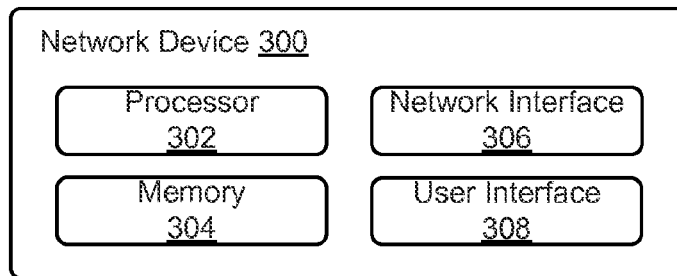 Network Device 300
Processor
302
Network Interface
306
Memory
304
User Interface
308